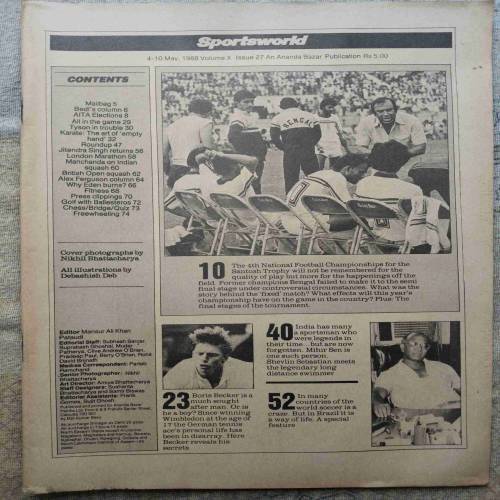 Sportsworld
4-10 May, 1988 Volume X Issue 27 An Ananda Bazar Publication Rs 5.00
CONTENTS
Mailbag 5
Bedi's column 6
AITA Elections 8
All in the game 29
Tyson in trouble 30
Karate: The art of 'empty
hand' 32
Roundup 47
Jitendra Singh returns 56
London Marathon 58
Manchanda on Indian
squash 60
British Open squash 62
Alex Ferguson column 64
Why Eden burns? 66
Fitness 68
Press clippings 70
Golf with Ballesteros 72
Chess/Bridge/Quiz 73
Freewheeling 74
Cover photographs by
Nikhil Bhattacharya
All illustrations by
Debashish Deb
Editor Mansur Ali Khan
Pataudi
BENGAL
10 The 4th National Football Championships for the
Santosh Trophy will not be remembered for the
quality of play but more for the happenings off the
field. Former champions Bengal failed to make it to the semi
final stage under controversial circumstances. What was the
story behind the 'fixed' match? What effects will this year's
championship have on the game in the country? Plus: The final
stages of the tournament.
23 Boris Becker is a
much sought
after man. Or is
he a boy? Since winning
Wimbledon at the age of
17 the German tennis
ace's personal life has
been in disarray. Here
Becker reveals his
secrets
40 India has many
a sportsman who
were legends in
their time... but are now
forgotten. Mihir Sen is
one such person.
Shevlin Sebastian meets
the legendary long
distance swimmer
52 In many
countries of the
world soccer is a
craze. But in Brazil it is
a way of life. A special
feature